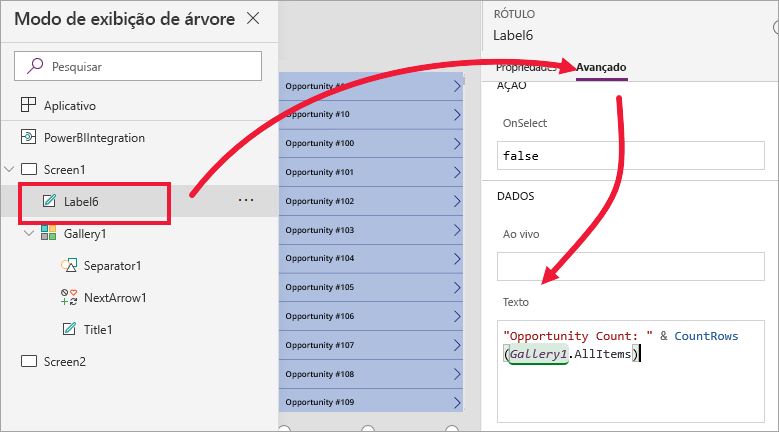 Modo de exibição de árvore
Pesquisar
Aplicativo
PowerBIIntegration
Screen1
Label6
Gallery1
Separator1
NextArrow1
Title1
Screen2
Opportunity #1
Opportunity #10
Opportunity #100
Opportunity #101
Opportunity #102
Opportunity #103
Opportunity #104
Opportunity #105
Opportunity #106
Opportunity #107
Opportunity #108
Opportunity #109
RÓTULO
Label6
Propriedades Avançado
AÇÃO
OnSelect
false
DADOS
Ao vivo
Texto
"Opportunity Count: " & CountRows
(Gallery1.AllItems)